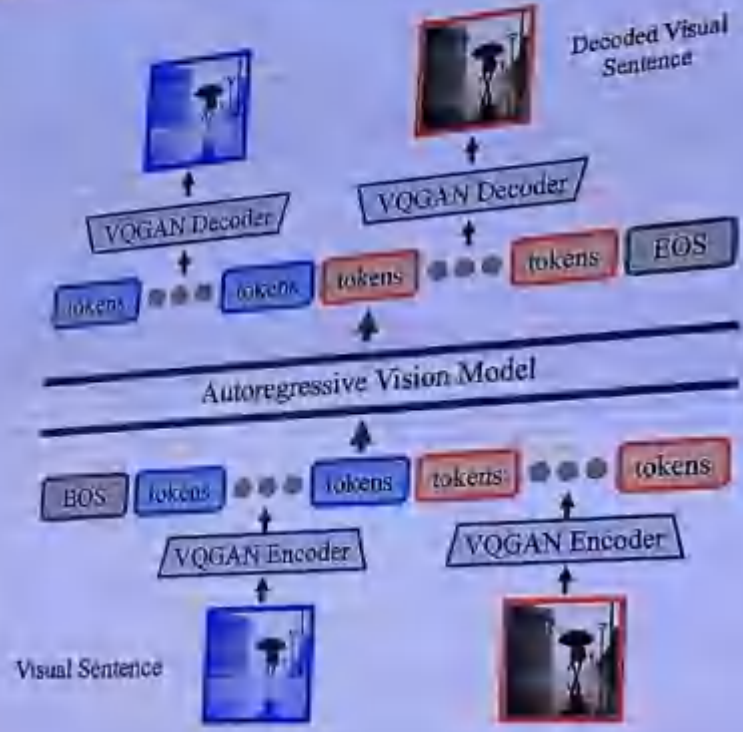 Decoded Visual
Sentence
VQGAN Decoder
VQGAN Decoder
tokens tokens tokens tokens EOS
Autoregressive Vision Model
BOS tokens tokens tokens tokens
VQGAN Encoder
VQGAN Encoder
Visual Sentence